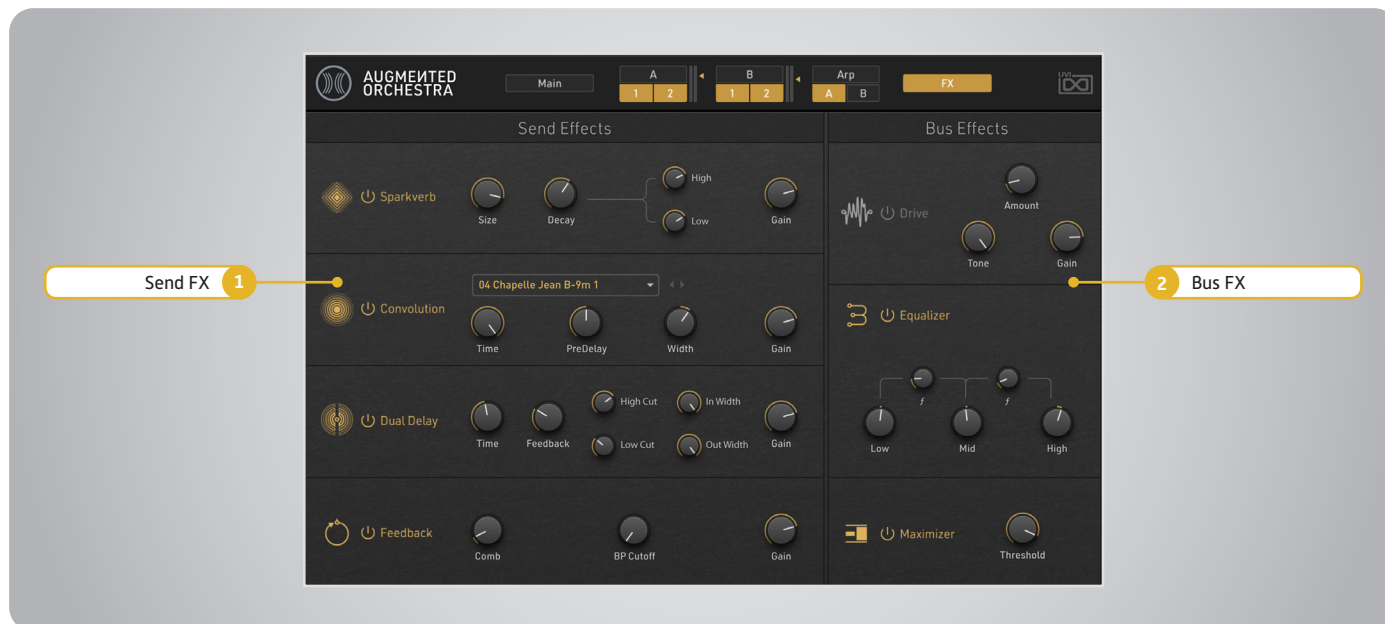 AUGMEͶTED
ORCHESTRA
Main
A
1 2
B
1 2
Arp
A B
FX
UVI
Send Effects
Bus Effects
Sparkverb
Size
Decay
High
Low
Gain
Drive
Amount
Tone
Gain
Send FX 1
2 Bus FX
Convolution
04 Chapelle Jean B-9m 1
Time
PreDelay
Width
Gain
Equalizer
f
f
Low
Mid
High
Dual Delay
Time
Feedback
High Cut
Low Cut
In Width
Out Width
Gain
Feedback
Comb
BP Cutoff
Gain
Maximizer
Threshold